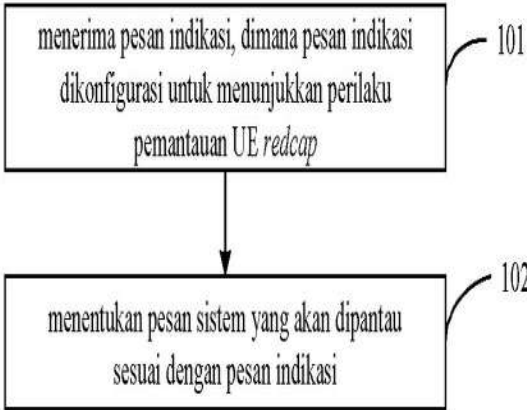 menerima pesan indikasi, dimana pesan indikasi
dikonfigurasi untuk menunjukkan perilaku
pemantauan UE redcap
101
menentukan pesan sistem yang akan dipantau
sesuai dengan pesan indikasi
102